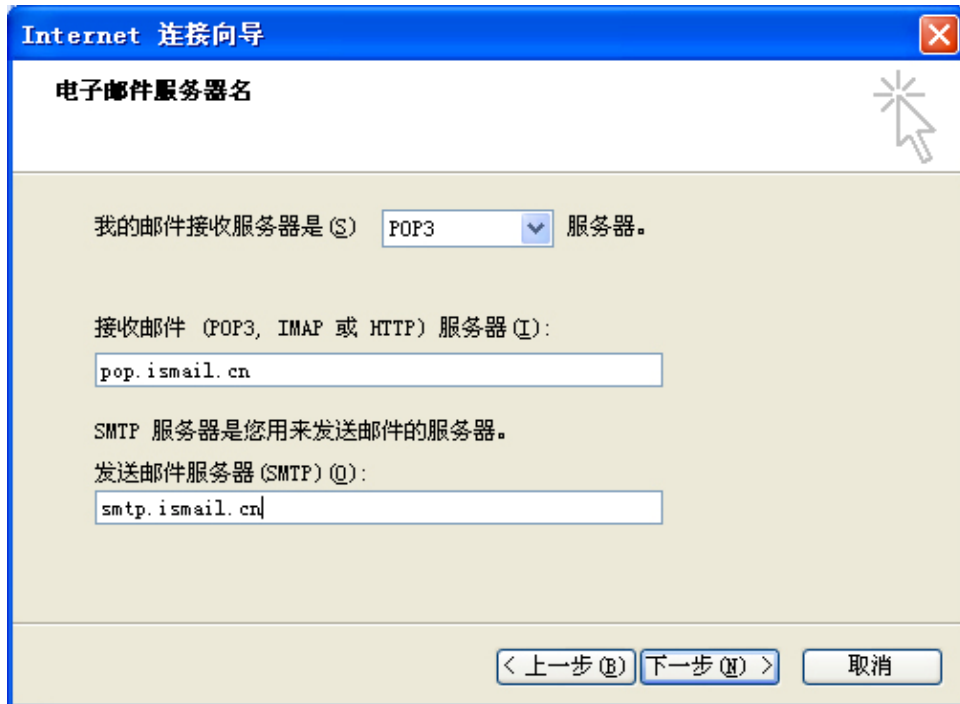 Internet 连接向导
电子邮件服务器名
我的邮件接收服务器是(S) POP3 服务器。
接收邮件 (POP3, IMAP 或 HTTP) 服务器(I):
pop.ismail.cn
SMTP 服务器是您用来发送邮件的服务器。
发送邮件服务器(SMTP)(O):
smtp.ismail.cn
< 上一步(B) 下一步(N) > 取消